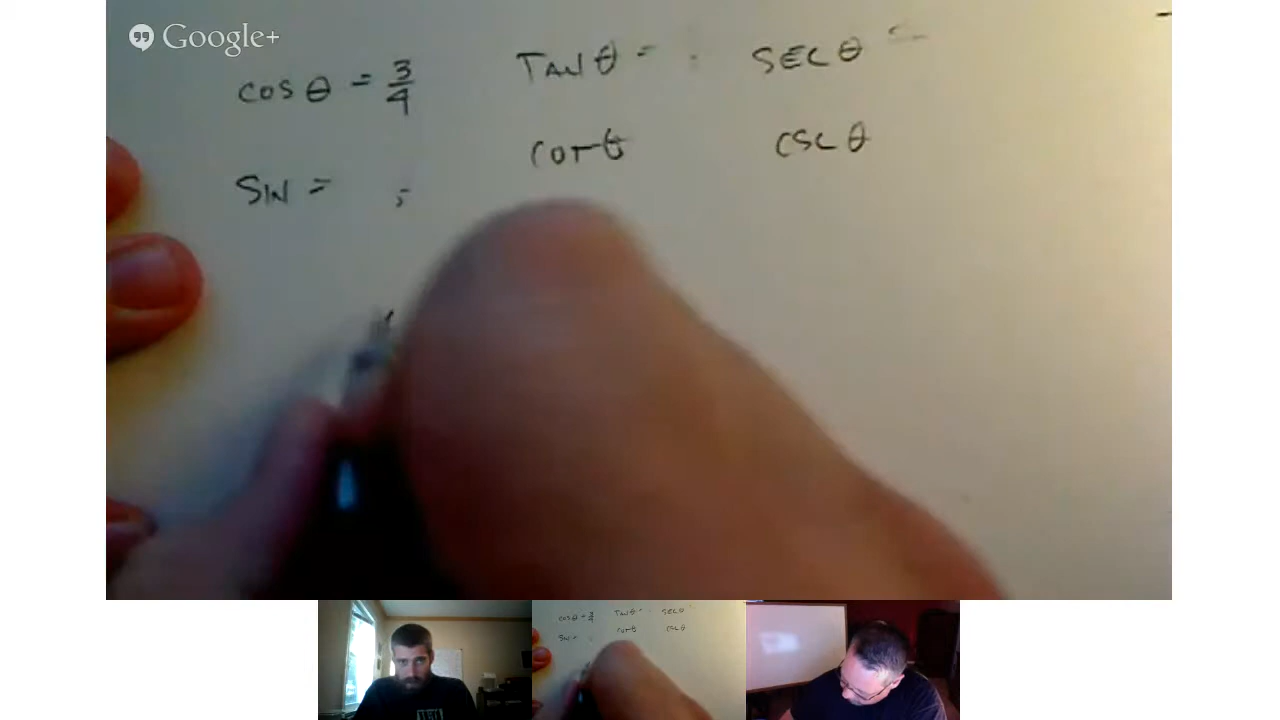 Google+
COS θ = 3/4 TAN θ = SEC θ =
COT θ CSC θ
SIN =